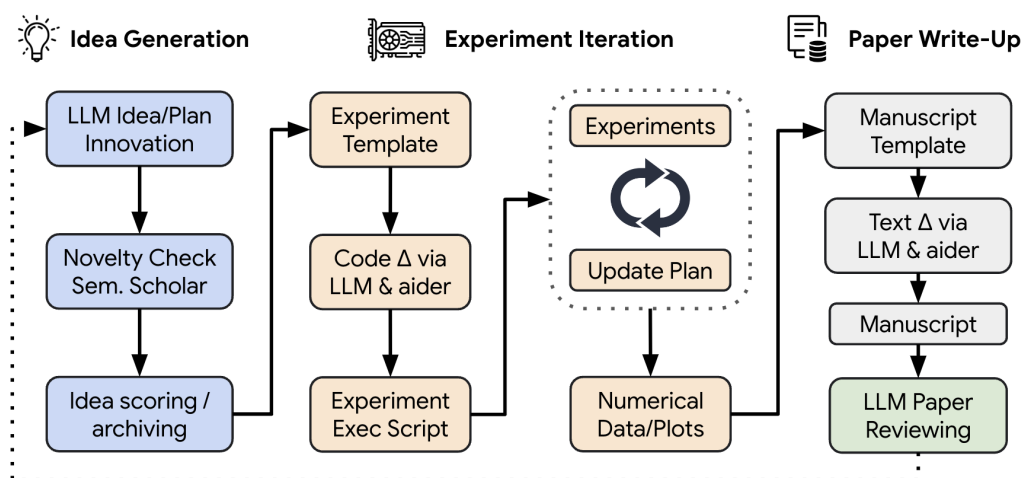 Idea Generation
Experiment Iteration
Paper Write-Up
LLM Idea/Plan
Innovation
Novelty Check
Sem. Scholar
Idea scoring /
archiving
Experiment
Template
Code Δ via
LLM & aider
Experiment
Exec Script
Experiments
Update Plan
Numerical
Data/Plots
Manuscript
Template
Text Δ via
LLM & aider
Manuscript
LLM Paper
Reviewing